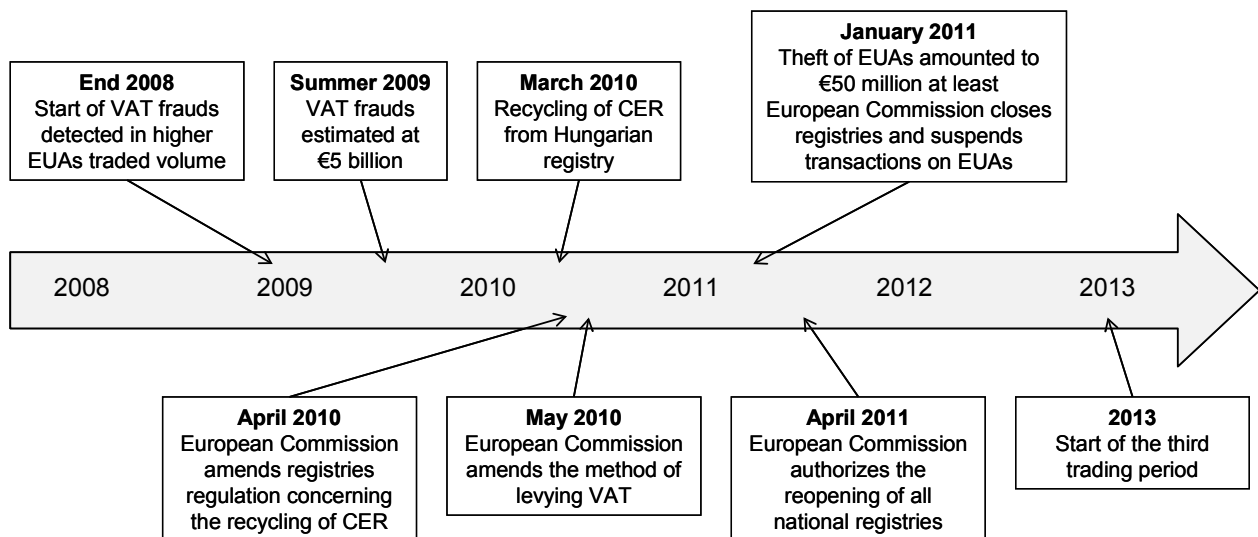 End 2008
Start of VAT frauds
detected in higher
EUAs traded volume
Summer 2009
VAT frauds
estimated at
€5 billion
March 2010
Recycling of CER
from Hungarian
registry
January 2011
Theft of EUAs amounted to
€50 million at least
European Commission closes
registries and suspends
transactions on EUAs
2008
2009
2010
2011
2012
2013
April 2010
European Commission
amends registries
regulation concerning
the recycling of CER
May 2010
European Commission
amends the method of
levying VAT
April 2011
European Commission
authorizes the
reopening of all
national registries
2013
Start of the third
trading period